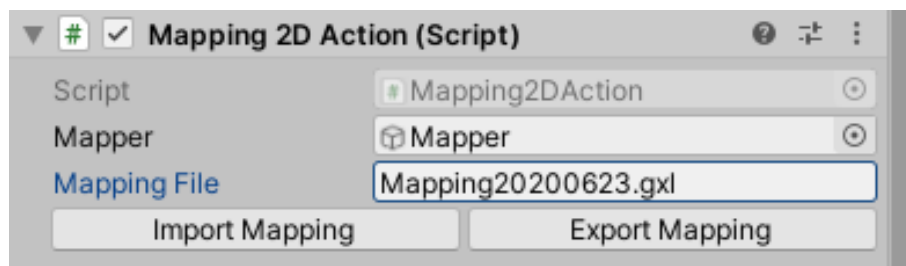 # Mapping 2D Action (Script)
Script # Mapping2DAction
Mapper Mapper
Mapping File Mapping20200623.gxl
Import Mapping Export Mapping